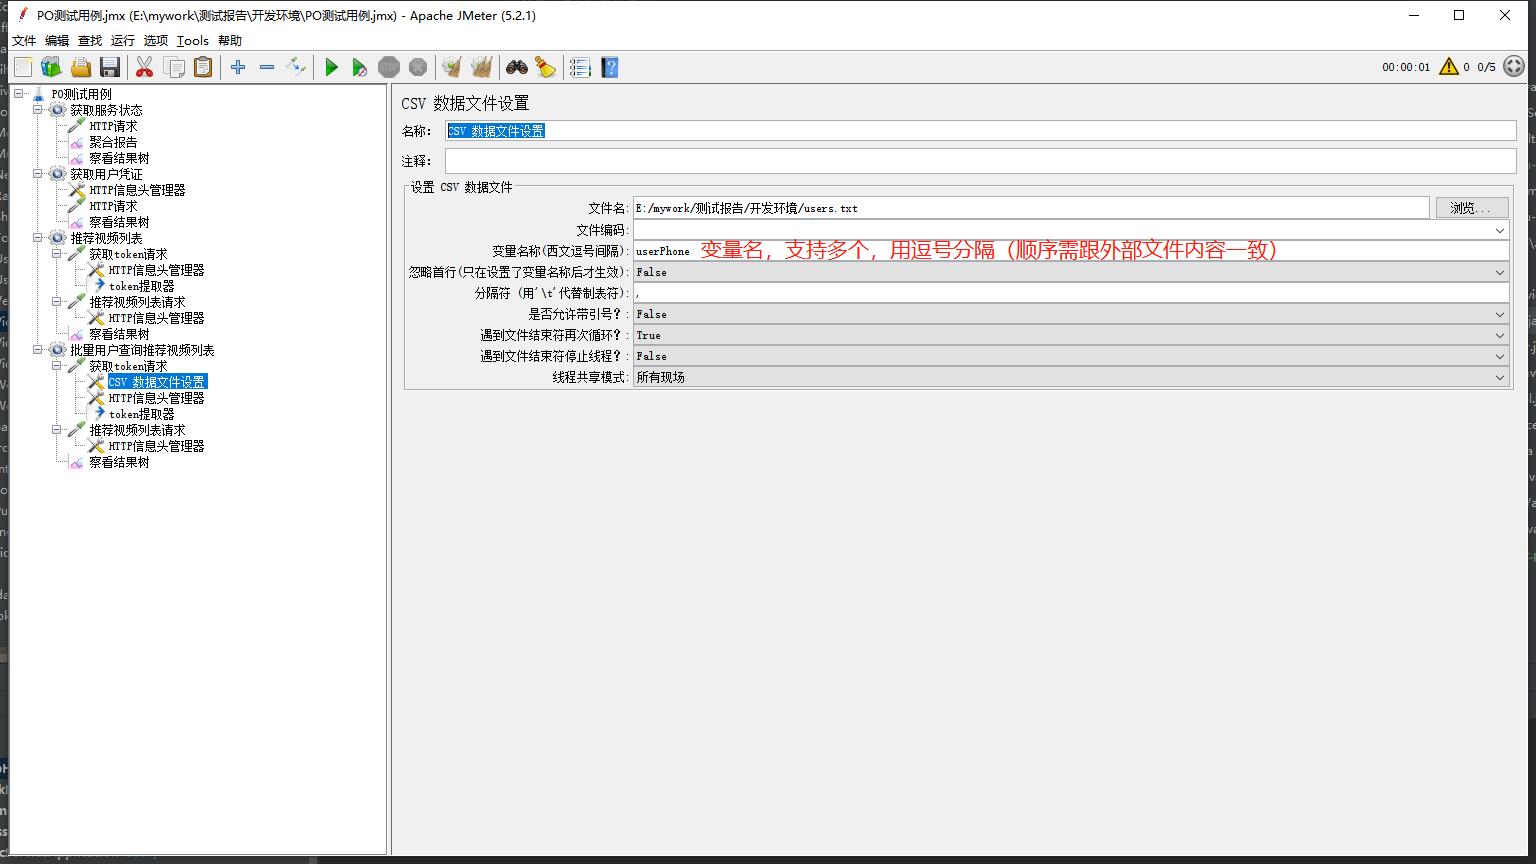 PO测试用例.jmx (E:\mywork\测试报告\开发环境\PO测试用例.jmx) - Apache JMeter (5.2.1)
文件 编辑 查找 运行 选项 Tools 帮助
00:00:01 0 0/5
PO测试用例
获取服务状态
HTTP请求
聚合报告
察看结果树
获取用户凭证
HTTP信息头管理器
HTTP请求
察看结果树
推荐视频列表
获取token请求
HTTP信息头管理器
token提取器
推荐视频列表请求
HTTP信息头管理器
察看结果树
批量用户查询推荐视频列表
获取token请求
CSV 数据文件设置
HTTP信息头管理器
token提取器
推荐视频列表请求
HTTP信息头管理器
察看结果树
CSV 数据文件设置
名称: CSV 数据文件设置
注释:
设置 CSV 数据文件
文件名: E:/mywork/测试报告/开发环境/users.txt 浏览...
文件编码:
变量名称(西文逗号间隔): userPhone 变量名，支持多个，用逗号分隔（顺序需跟外部文件内容一致）
忽略首行(只在设置了变量名称后才生效): False
分隔符 (用'\t'代替制表符): ,
是否允许带引号?: False
遇到文件结束符再次循环?: True
遇到文件结束符停止线程?: False
线程共享模式: 所有现场